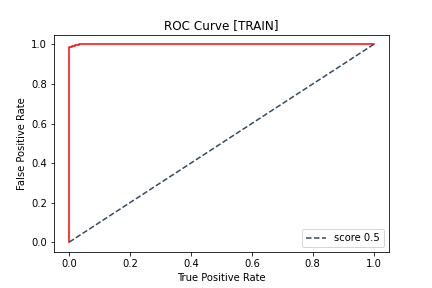 ROC Curve [TRAIN]
1.0
0.8
0.6
0.4
0.2
0.0
False Positive Rate
score 0.5
0.0 0.2 0.4 0.6 0.8 1.0
True Positive Rate